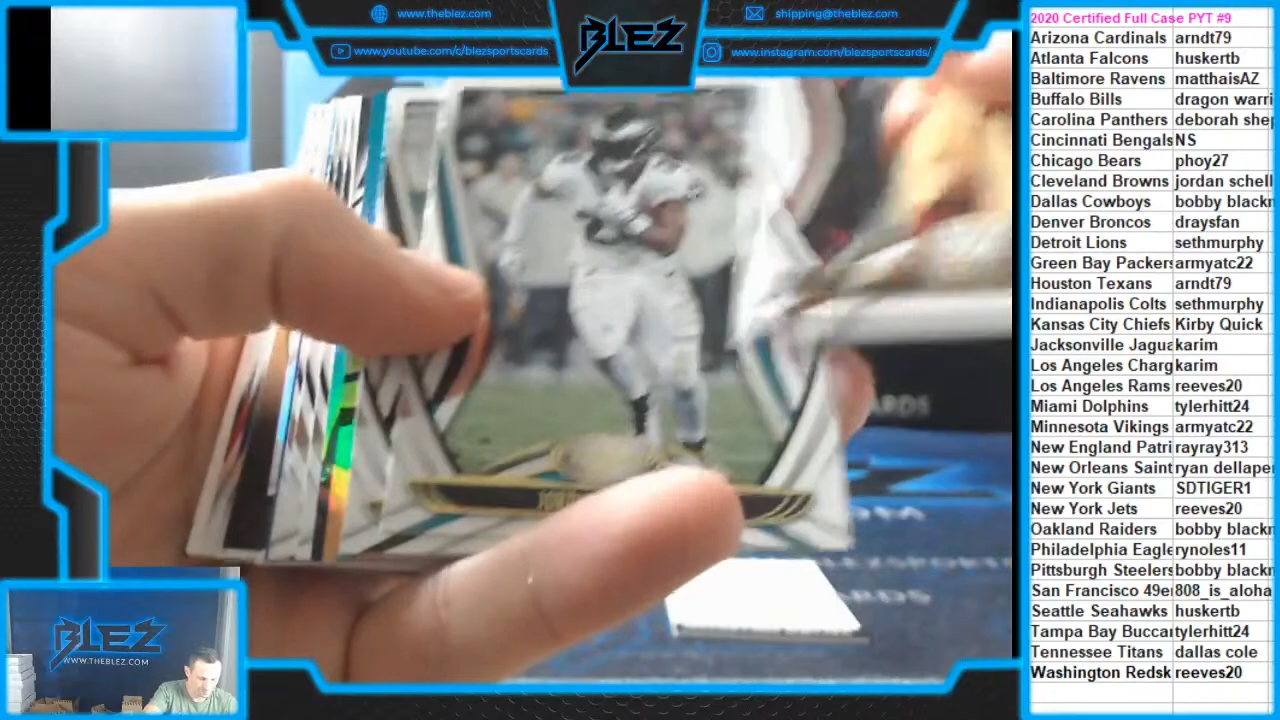 www.theblez.com
shipping@theblez.com
www.youtube.com/c/blezsportscards
www.instagram.com/blezsportscards/
BLEZ
2020 Certified Full Case PYT #9
Arizona Cardinals arndt79
Atlanta Falcons huskertb
Baltimore Ravens matthaisAZ
Buffalo Bills dragon warri
Carolina Panthers deborah shep
Cincinnati Bengals NS
Chicago Bears phoy27
Cleveland Browns jordan schell
Dallas Cowboys bobby blackn
Denver Broncos draysfan
Detroit Lions sethmurphy
Green Bay Packers armyatc22
Houston Texans arndt79
Indianapolis Colts sethmurphy
Kansas City Chiefs Kirby Quick
Jacksonville Jagua karim
Los Angeles Charg karim
Los Angeles Rams reeves20
Miami Dolphins tylerhitt24
Minnesota Vikings armyatc22
New England Patri rayray313
New Orleans Saint ryan dellape
New York Giants SDTIGER1
New York Jets reeves20
Oakland Raiders bobby blackn
Philadelphia Eagle rynoles11
Pittsburgh Steelers bobby blackn
San Francisco 49e 808_is_aloha
Seattle Seahawks huskertb
Tampa Bay Bucca tylerhitt24
Tennessee Titans dallas cole
Washington Redsk reeves20
ARDS
BLEZSPORTS
ARDS
BLEZ
WWW.THEBLEZ.COM